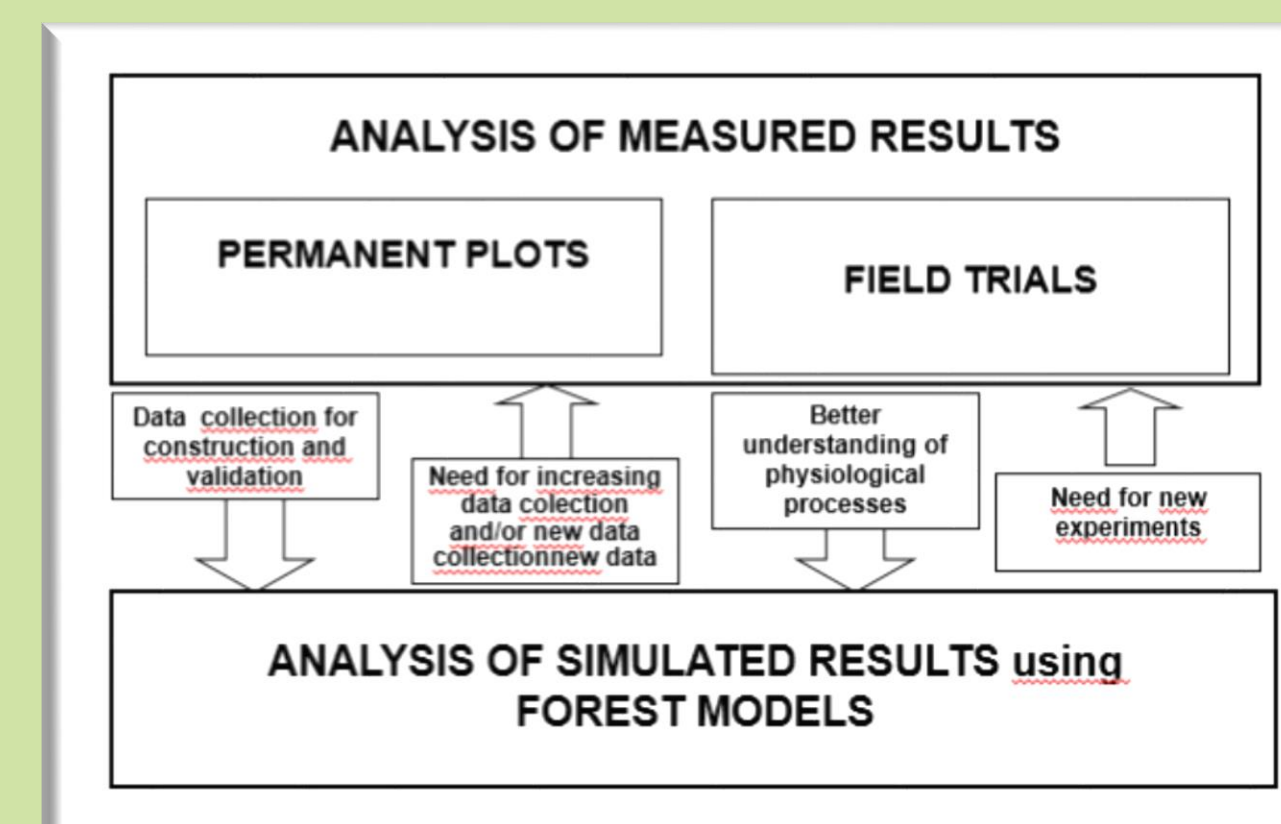 ANALYSIS OF MEASURED RESULTS
PERMANENT PLOTS
FIELD TRIALS
Data collection for
construction and
validation
Need for increasing
data colection
and/or new data
collectionnew data
Better
understanding of
physiological
processes
Need for new
experiments
ANALYSIS OF SIMULATED RESULTS using
FOREST MODELS